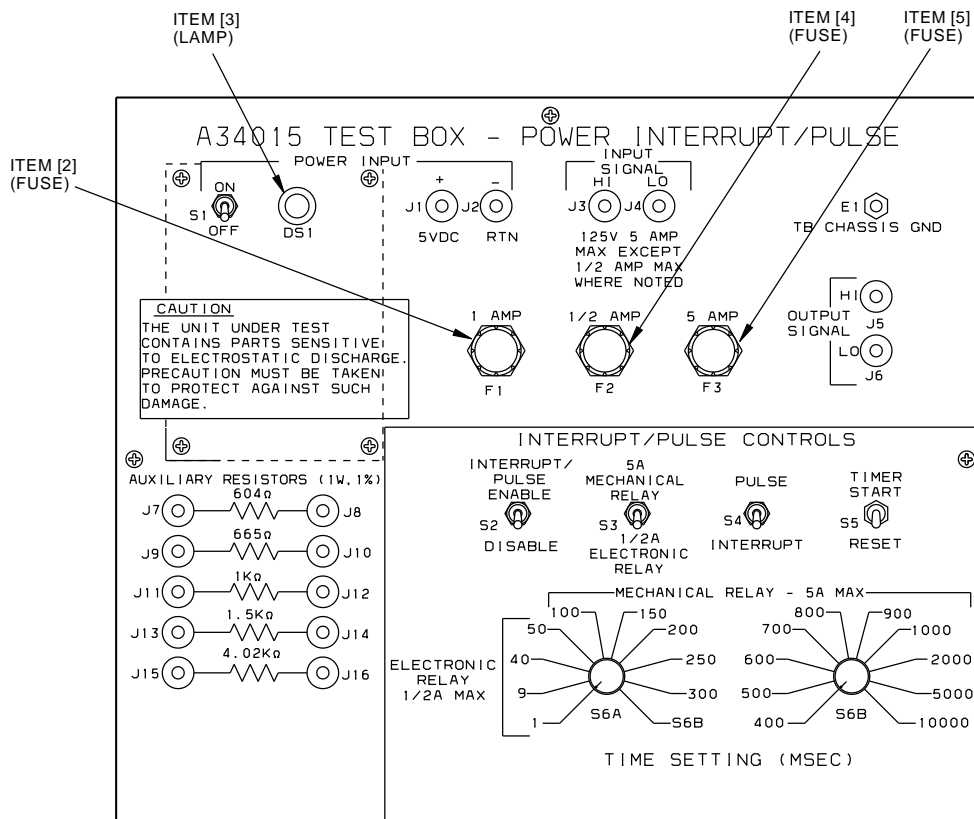 ITEM [3]
(LAMP)
ITEM [4]
(FUSE)
ITEM [5]
(FUSE)
ITEM [2]
(FUSE)
A34015 TEST BOX - POWER INTERRUPT/PULSE
POWER INPUT
ON
S1
OFF
DS1
+
J1
5VDC
-
J2
RTN
INPUT
SIGNAL
HI
LO
J3
J4
125V 5 AMP
MAX EXCEPT
1/2 AMP MAX
WHERE NOTED
E1
TB CHASSIS GND
CAUTION
THE UNIT UNDER TEST
CONTAINS PARTS SENSITIVE
TO ELECTROSTATIC DISCHARGE.
PRECAUTION MUST BE TAKEN
TO PROTECT AGAINST SUCH
DAMAGE.
1 AMP
F1
1/2 AMP
F2
5 AMP
F3
OUTPUT
SIGNAL
HI
J5
LO
J6
AUXILIARY RESISTORS (1W,1%)
J7 604Ω J8
J9 665Ω J10
J11 1KΩ J12
J13 1.5KΩ J14
J15 4.02KΩ J16
INTERRUPT/PULSE CONTROLS
INTERRUPT/
PULSE
ENABLE
S2
DISABLE
5A
MECHANICAL
RELAY
S3
1/2A
ELECTRONIC
RELAY
PULSE
S4
INTERRUPT
TIMER
START
S5
RESET
MECHANICAL RELAY - 5A MAX
ELECTRONIC
RELAY
1/2A MAX
1
9
40
50
100
150
200
250
300
S6B
S6A
400
500
600
700
800
900
1000
2000
5000
10000
S6B
TIME SETTING (MSEC)